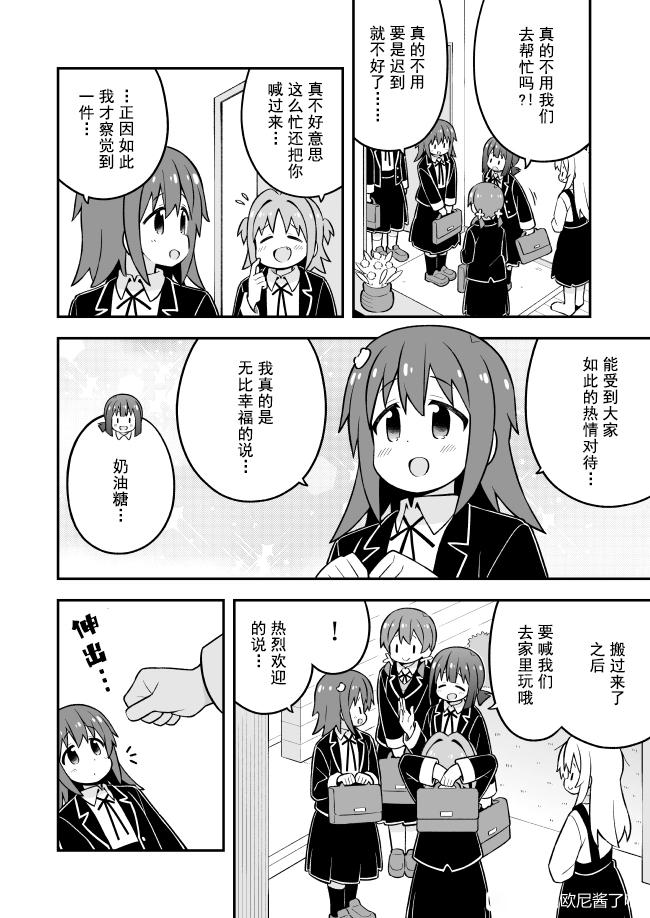 真的不用我们
去帮忙吗?!
真的不用
要是迟到
就不好了……
真不好意思
这么忙还把你
喊过来…
…正因如此
我才察觉到
一件…
能受到大家
如此的热情对
待…
我真的是
无比幸福的说…
奶油糖…
搬过来了
之后
要喊我们
去家里玩哦
!
热烈欢迎
的说…
伸出…
欧尼酱了